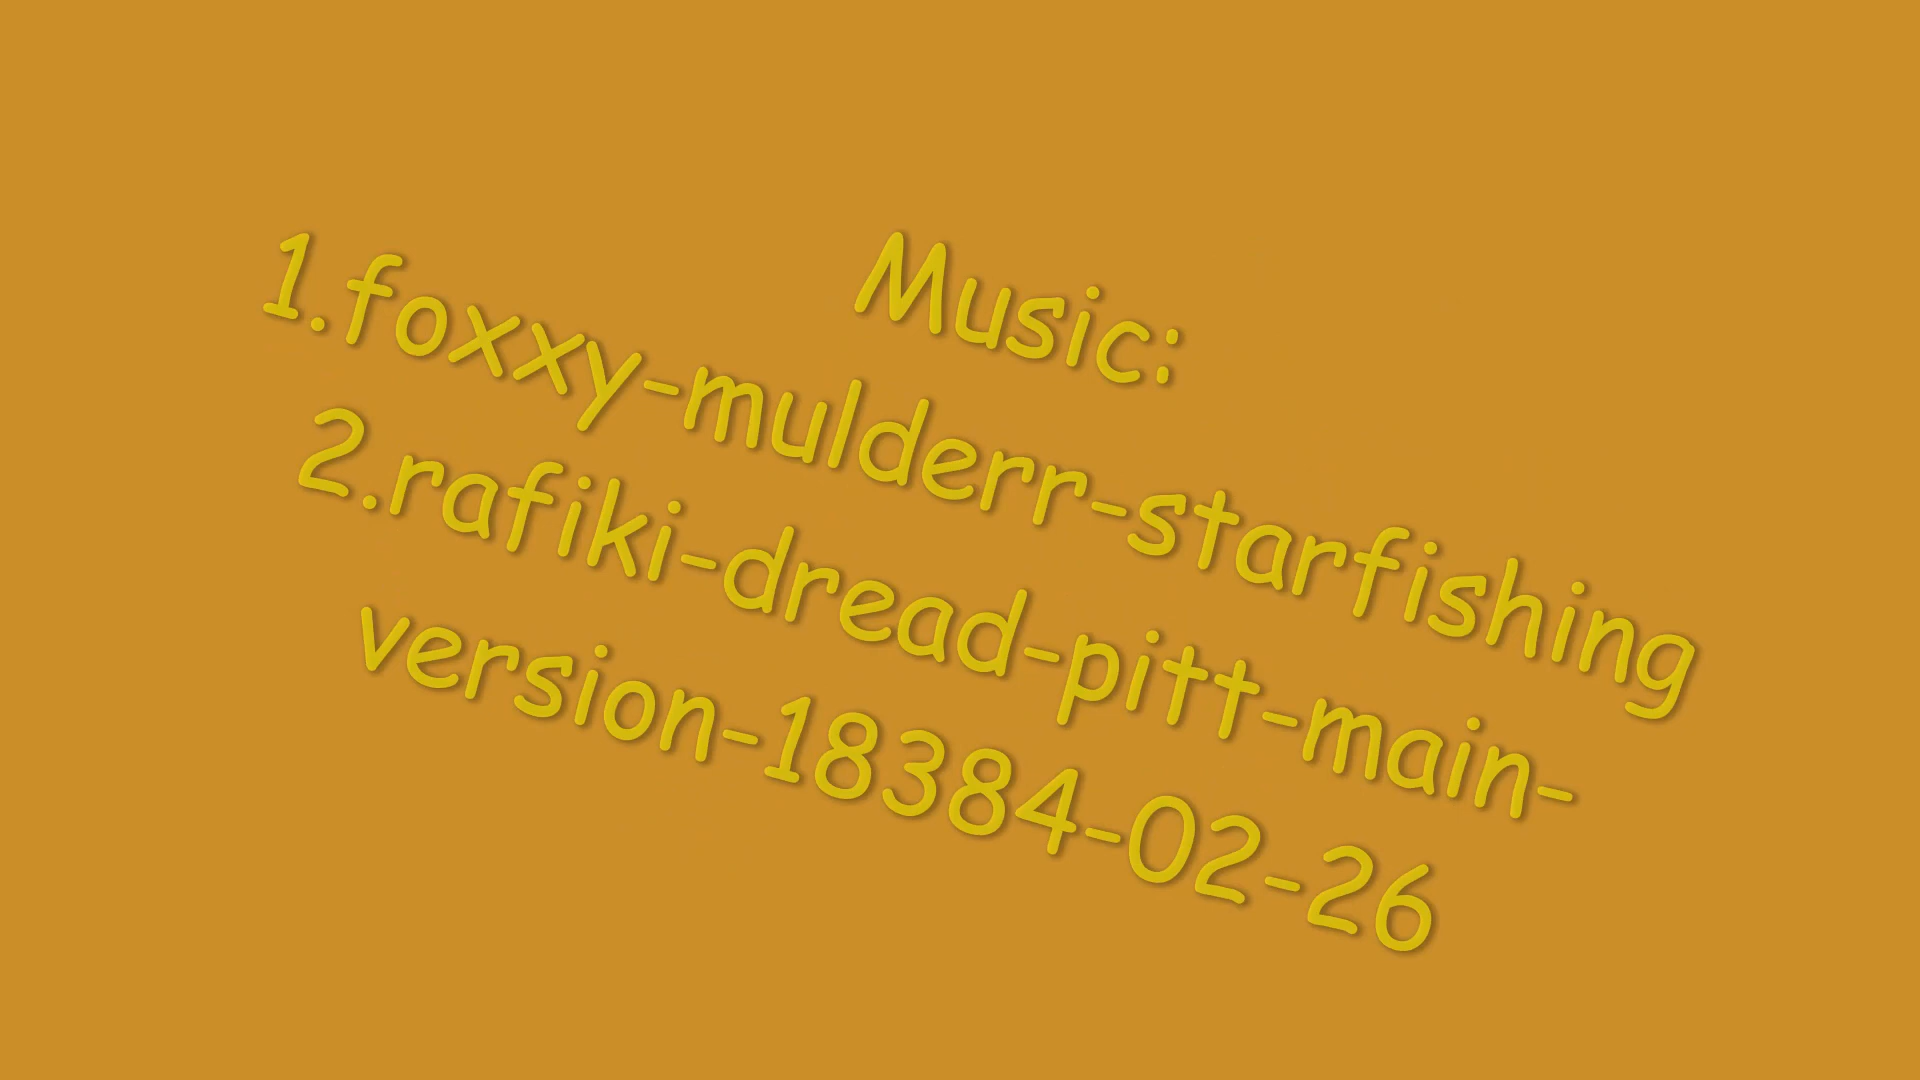 Music:
1.foxxy-mulderr-starfishing
2.rafiki-dread-pitt-main-
version-18384-02-26